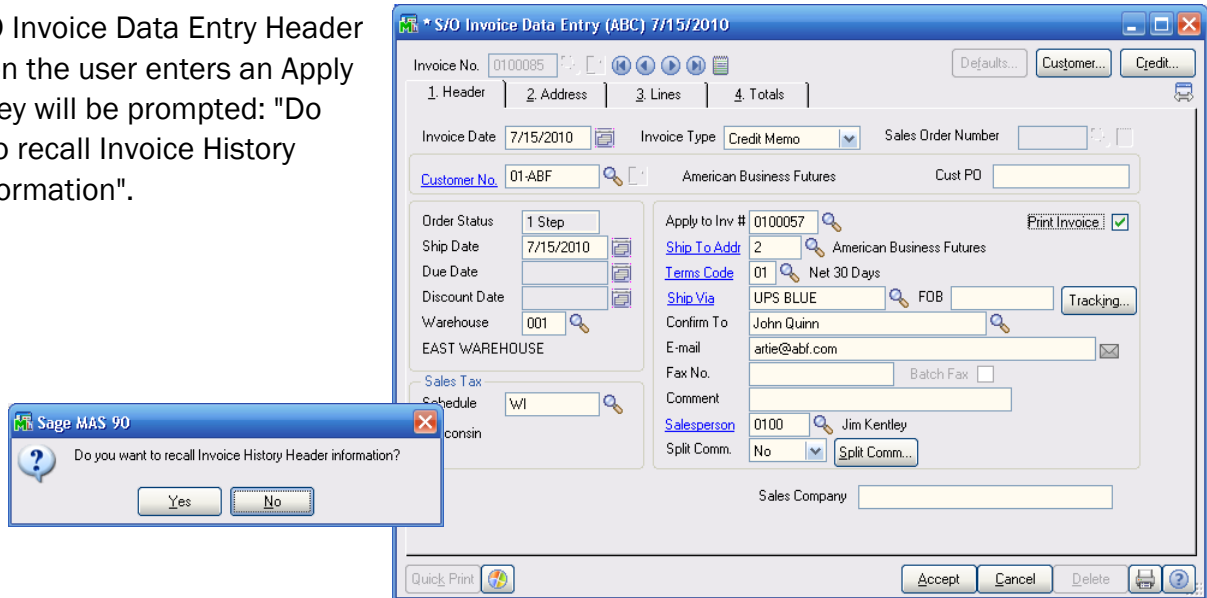 O Invoice Data Entry Header
n the user enters an Apply
ey will be prompted: "Do
o recall Invoice History
ormation".
* S/O Invoice Data Entry (ABC) 7/15/2010
Invoice No. 0100085 Defaults... Customer... Credit...
1. Header 2. Address 3. Lines 4. Totals
Invoice Date 7/15/2010 Invoice Type Credit Memo Sales Order Number
Customer No. 01-ABF American Business Futures Cust PO
Order Status 1 Step Apply to Inv # 0100057 Print Invoice
Ship Date 7/15/2010 Ship To Addr 2 American Business Futures
Due Date Terms Code 01 Net 30 Days
Discount Date Ship Via UPS BLUE FOB Tracking...
Warehouse 001 Confirm To John Quinn
EAST WAREHOUSE E-mail artie@abf.com
Fax No. Batch Fax
Sales Tax
Schedule WI Comment
consin Salesperson 0100 Jim Kentley
Split Comm. No Split Comm...
Sales Company
Sage MAS 90
Do you want to recall Invoice History Header information?
Yes No
Quick Print Accept Cancel Delete